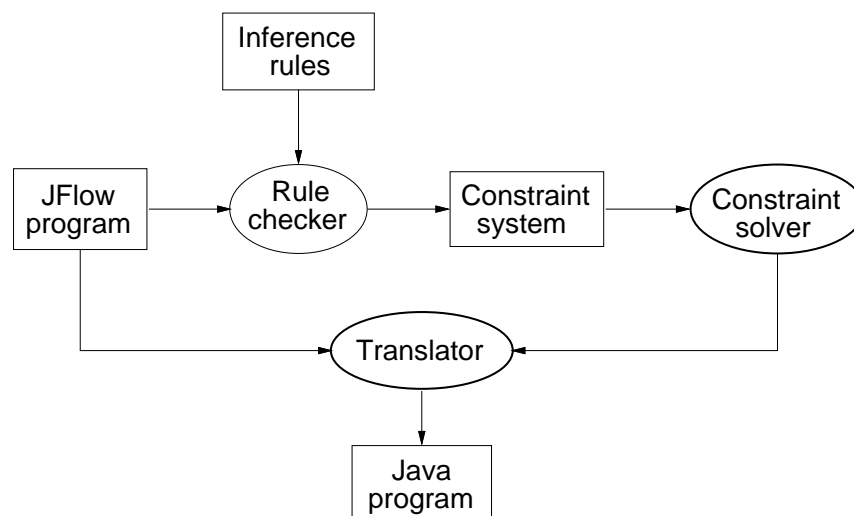 Inference
rules
JFlow
program
Rule
checker
Constraint
system
Constraint
solver
Translator
Java
program